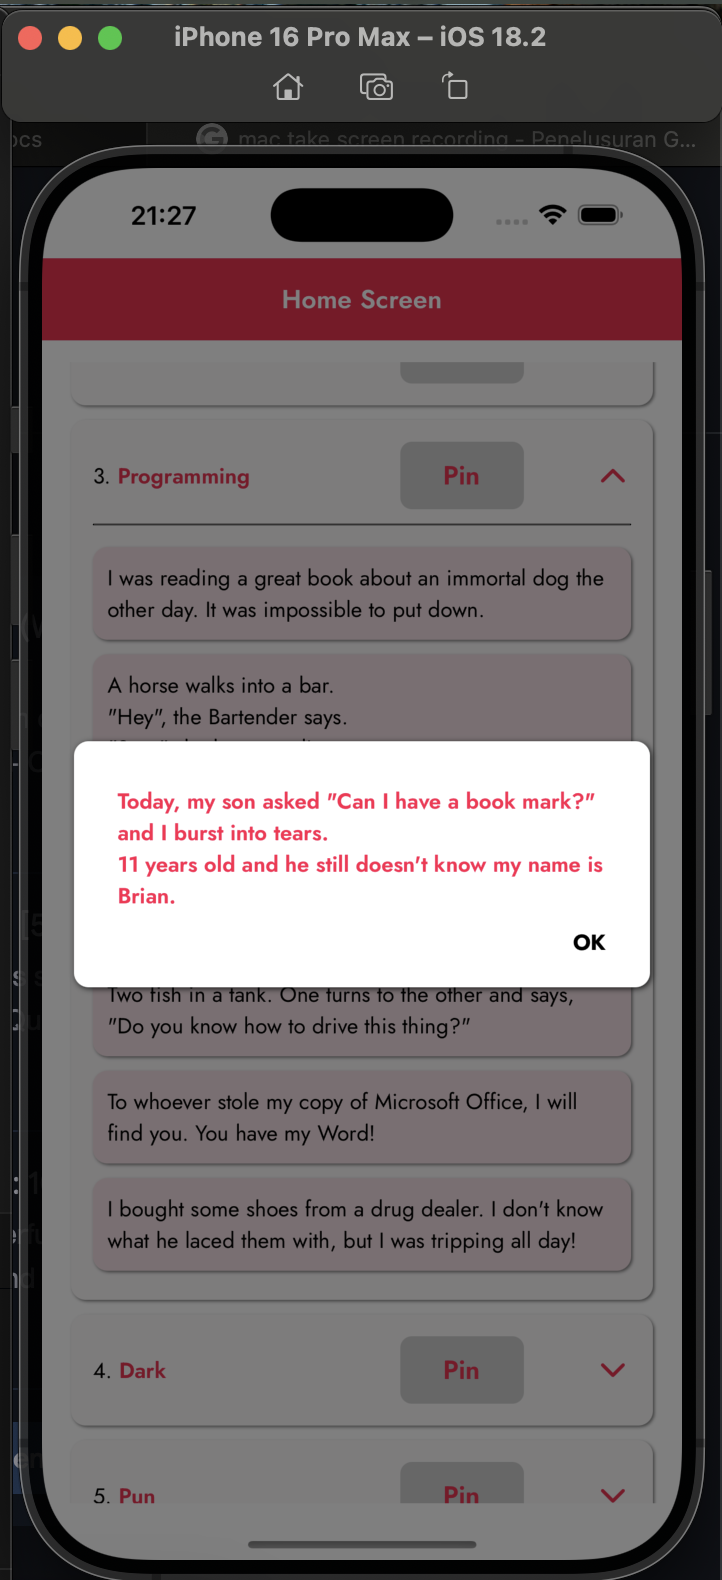 iPhone 16 Pro Max – iOS 18.2
ocs
mac take screen recording - Penelusuran G...
21:27
Home Screen
3. Programming
Pin
I was reading a great book about an immortal dog the
other day. It was impossible to put down.
A horse walks into a bar.
"Hey", the Bartender says.
Today, my son asked "Can I have a book mark?"
and I burst into tears.
11 years old and he still doesn't know my name is
Brian.
OK
Two fish in a tank. One turns to the other and says,
"Do you know how to drive this thing?"
To whoever stole my copy of Microsoft Office, I will
find you. You have my Word!
I bought some shoes from a drug dealer. I don't know
what he laced them with, but I was tripping all day!
4. Dark
Pin
5. Pun
Pin